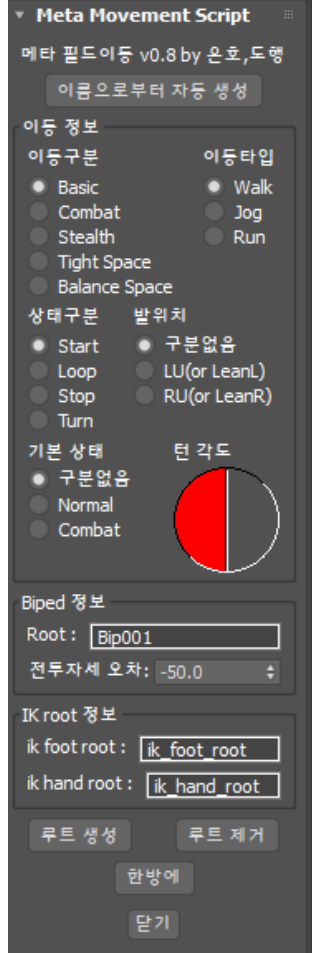 Meta Movement Script
메타 필드이동 v0.8 by 온호,도행
이름으로부터 자동 생성
이동 정보
이동구분 이동타입
Basic Walk
Combat Jog
Stealth Run
Tight Space
Balance Space
상태구분 발위치
Start 구분없음
Loop LU(or LeanL)
Stop RU(or LeanR)
Turn
기본 상태 턴 각도
구분없음
Normal
Combat
Biped 정보
Root : Bip001
전투자세 오차: -50.0
IK root 정보
ik foot root : ik_foot_root
ik hand root : ik_hand_root
루트 생성 루트 제거
한방에
닫기